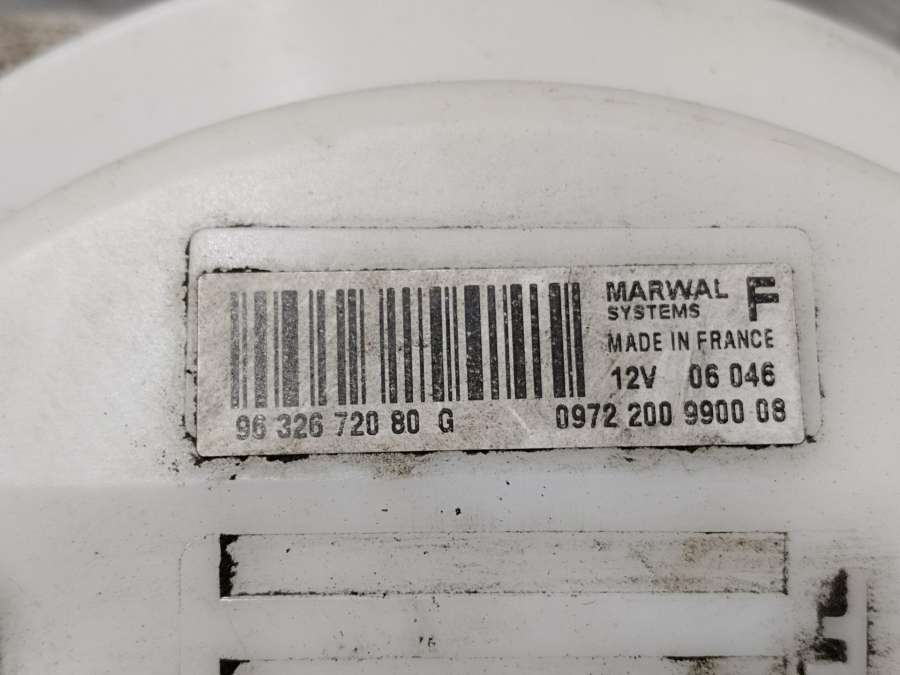 MARWAL F
SYSTEMS
MADE IN FRANCE
12V 06 046
96 326 720 80 G 0972 200 9900 08